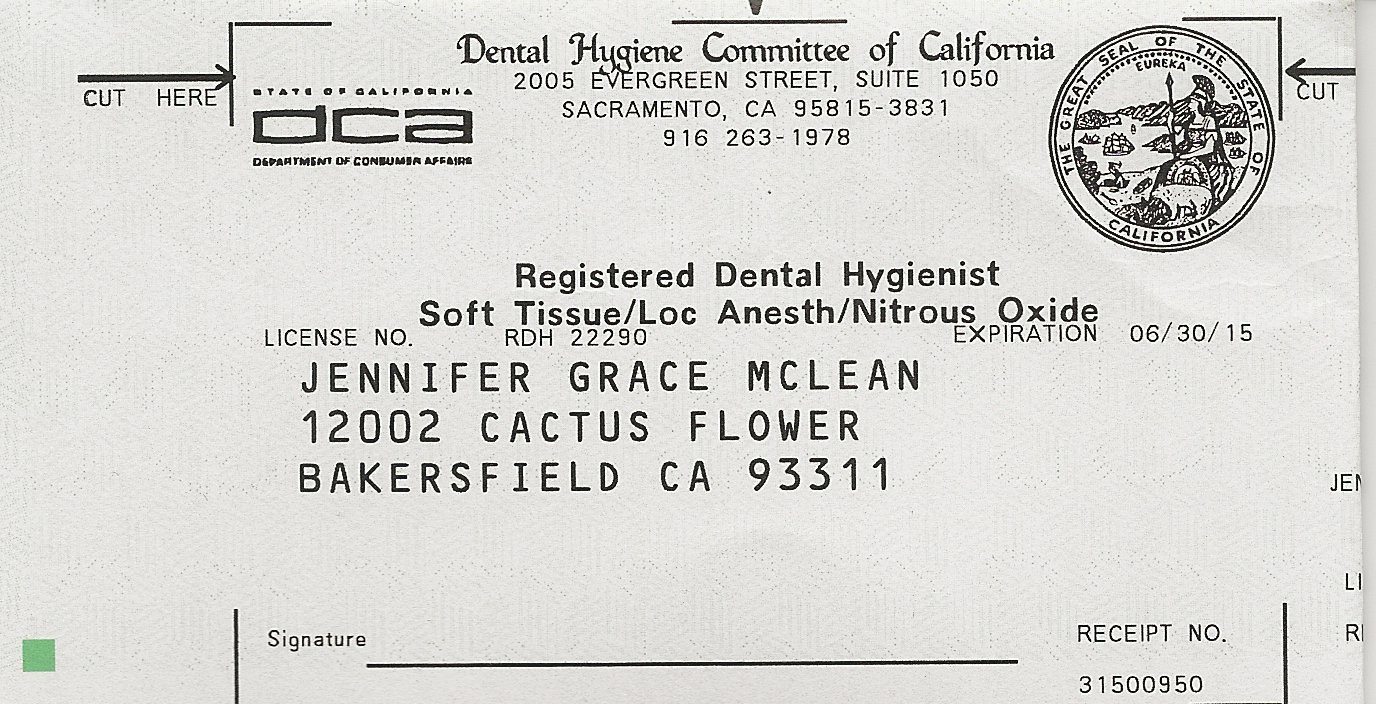 Dental Hygiene Committee of California
2005 EVERGREEN STREET, SUITE 1050
SACRAMENTO, CA 95815-3831
916 263-1978
CUT HERE
STATE OF CALIFORNIA
dca
DEPARTMENT OF CONSUMER AFFAIRS
THE GREAT SEAL OF THE STATE OF CALIFORNIA
EUREKA
CUT
Registered Dental Hygienist
Soft Tissue/Loc Anesth/Nitrous Oxide
LICENSE NO. RDH 22290 EXPIRATION 06/30/15
JENNIFER GRACE MCLEAN
12002 CACTUS FLOWER
BAKERSFIELD CA 93311
JEN
LI
Signature
RECEIPT NO.
31500950